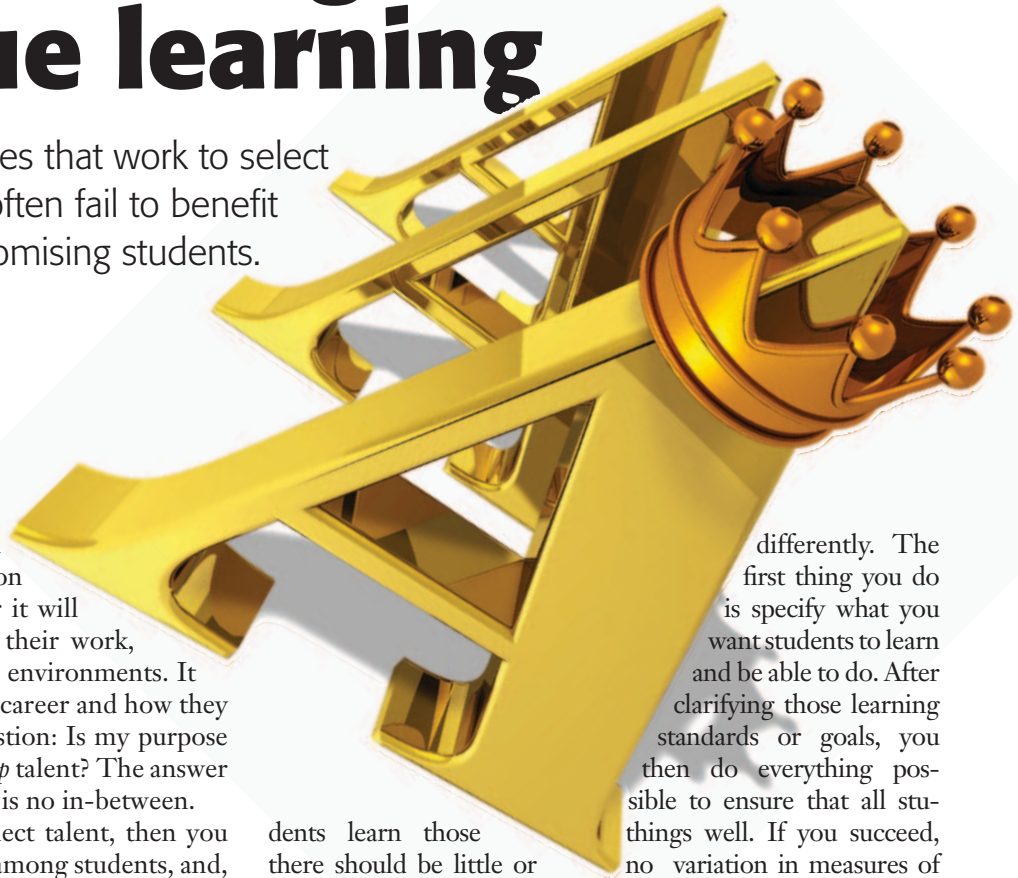 ue learning
es that work to select
often fail to benefit
omising students.
on
r it will
their work,
environments. It
career and how they
stion: Is my purpose
p talent? The answer
is no in-between.
lect talent, then you
among students, and,
differently. The
first thing you do
is specify what you
want students to learn
and be able to do. After
clarifying those learning
standards or goals, you
then do everything pos-
sible to ensure that all stu-
dents learn those things well. If you succeed,
there should be little or no variation in measures of